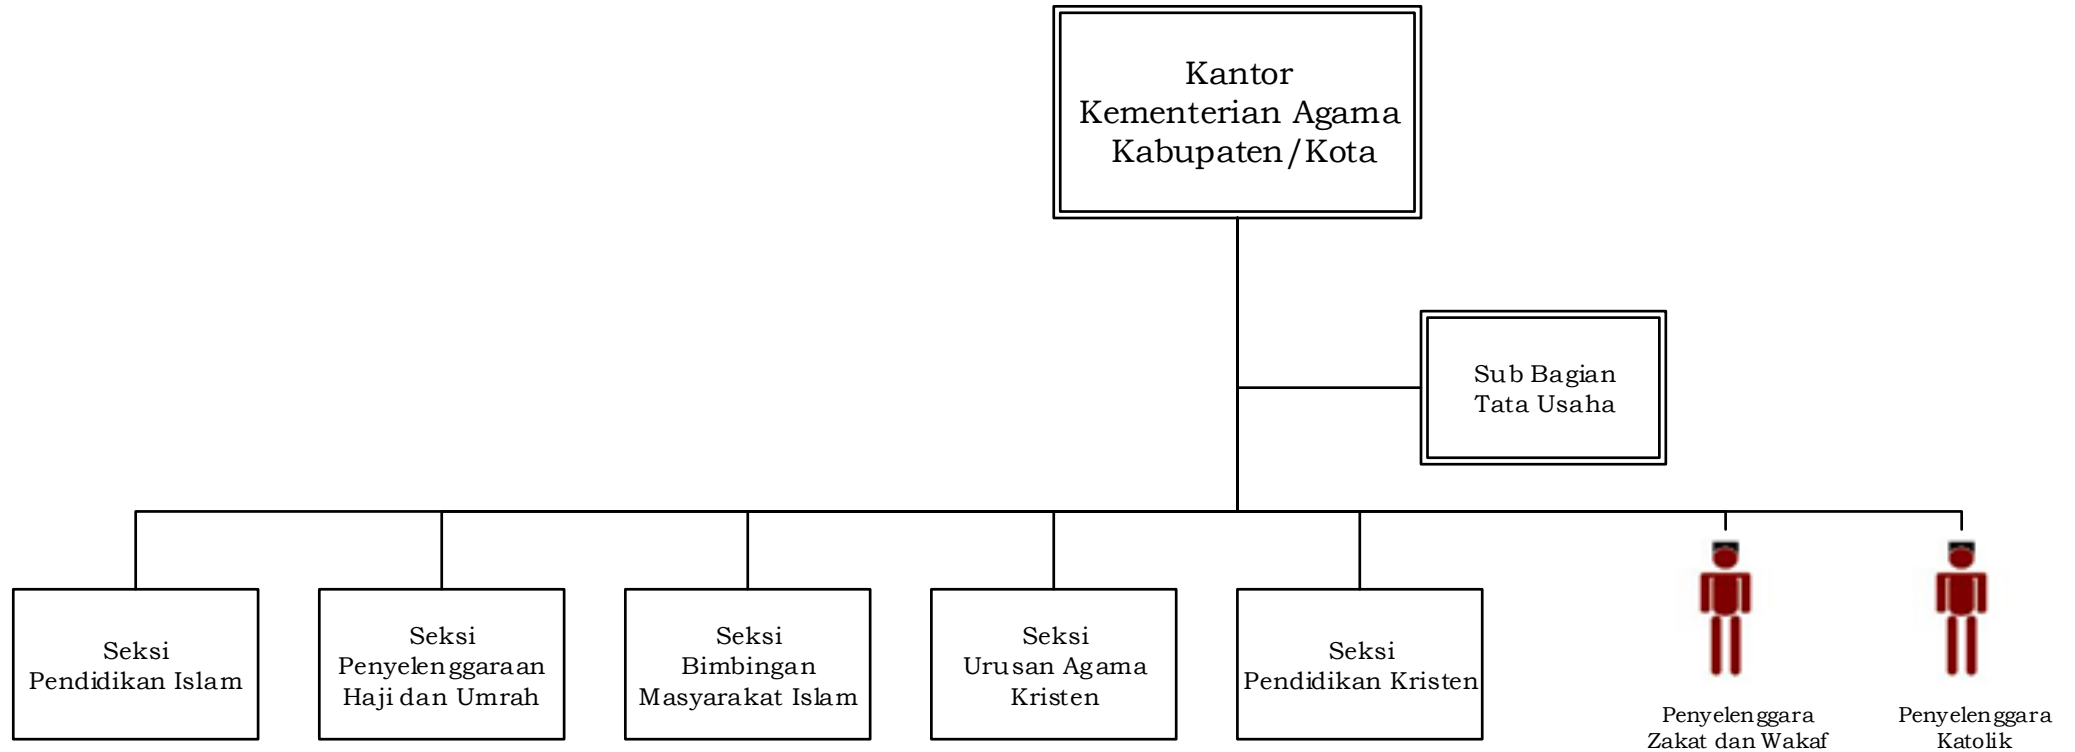 Kantor
Kementerian Agama
Kabupaten/Kota
Sub Bagian
Tata Usaha
Seksi
Pendidikan Islam
Seksi
Penyelenggaraan
Haji dan Umrah
Seksi
Bimbingan
Masyarakat Islam
Seksi
Urusan Agama
Kristen
Seksi
Pendidikan Kristen
Penyelenggara
Zakat dan Wakaf
Penyelenggara
Katolik